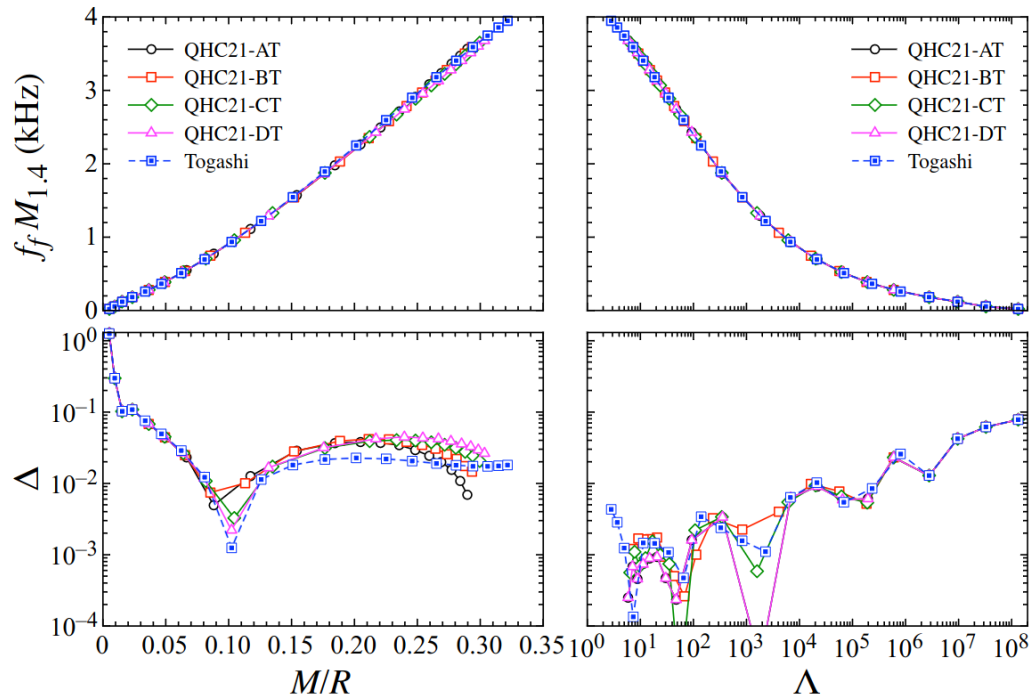 f_f M_{1.4} (kHz)
4
3
2
1
0
QHC21-AT
QHC21-BT
QHC21-CT
QHC21-DT
Togashi
QHC21-AT
QHC21-BT
QHC21-CT
QHC21-DT
Togashi
Δ
10^0
10^{-1}
10^{-2}
10^{-3}
10^{-4}
0 0.05 0.10 0.15 0.20 0.25 0.30 0.35
10^0 10^1 10^2 10^3 10^4 10^5 10^6 10^7 10^8
M/R
Λ